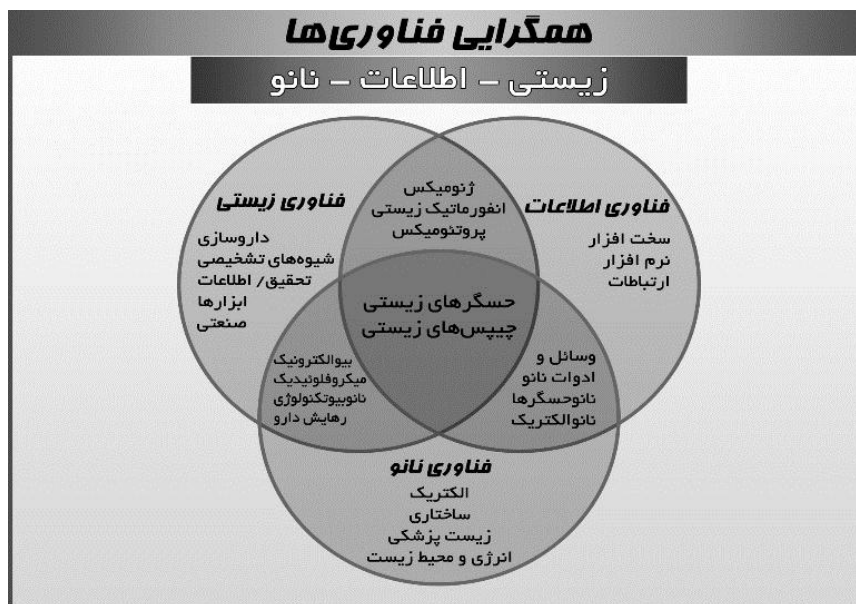 همگرایی فناوری‌ها
زیستی - اطلاعات - نانو
فناوری اطلاعات
سخت افزار
نرم افزار
ارتباطات
ژنومیکس
انفورماتیک زیستی
پروتئومیکس
فناوری زیستی
داروسازی
شیوه‌های تشخیصی
تحقیق/ اطلاعات
ابزارها
صنعتی
حسگرهای زیستی
چیپس‌های زیستی
وسائل و
ادوات نانو
نانوحسگرها
نانوالکتریک
بیوالکترونیک
میکروفلوئیدیک
نانوبیوتکنولوژی
رهایش دارو
فناوری نانو
الکتریک
ساختاری
زیست پزشکی
انرژی و محیط زیست